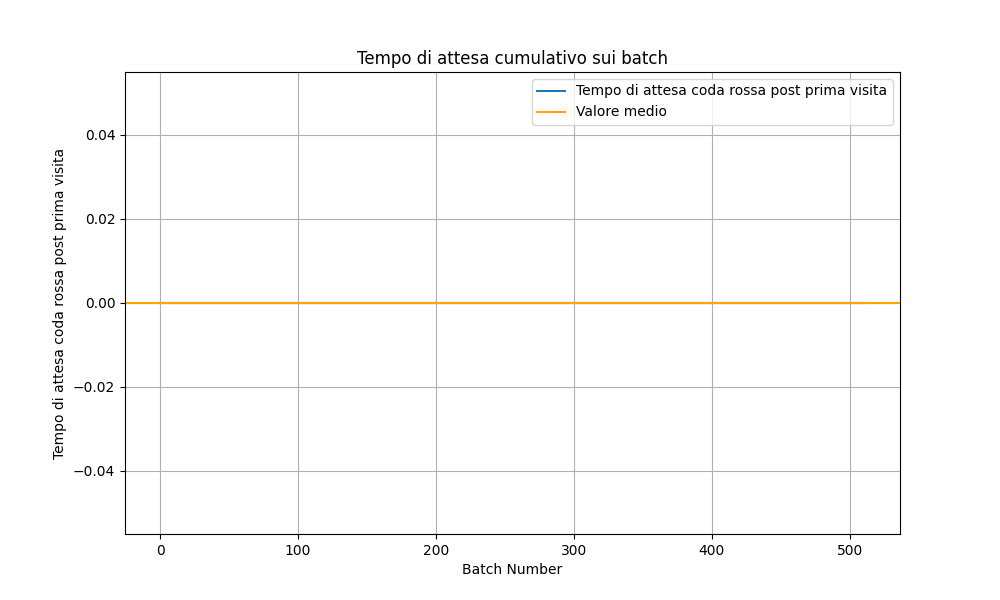 Tempo di attesa cumulativo sui batch
Tempo di attesa coda rossa post prima visita
Valore medio
Tempo di attesa coda rossa post prima visita
0.04
0.02
0.00
−0.02
−0.04
0 100 200 300 400 500
Batch Number